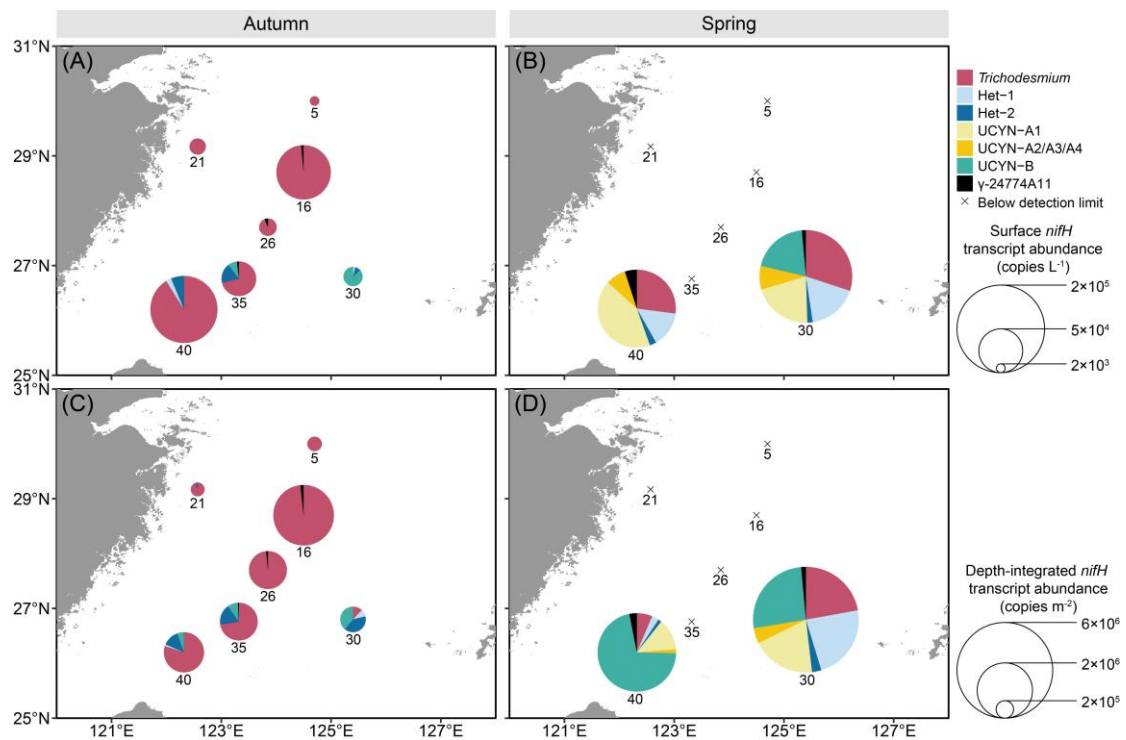 Autumn
Spring
31°N
(A)
(B)
5
5
29°N
21
16
21
16
26
26
27°N
35
30
35
30
40
40
25°N
31°N
(C)
(D)
5
5
29°N
21
16
21
16
26
26
27°N
35
30
35
30
40
40
25°N
121°E
123°E
125°E
127°E
121°E
123°E
125°E
127°E
Trichodesmium
Het−1
Het−2
UCYN−A1
UCYN−A2/A3/A4
UCYN−B
γ-24774A11
× Below detection limit
Surface nifH
transcript abundance
(copies L⁻¹)
2×10⁵
5×10⁴
2×10³
Depth-integrated nifH
transcript abundance
(copies m⁻²)
6×10⁶
2×10⁶
2×10⁵